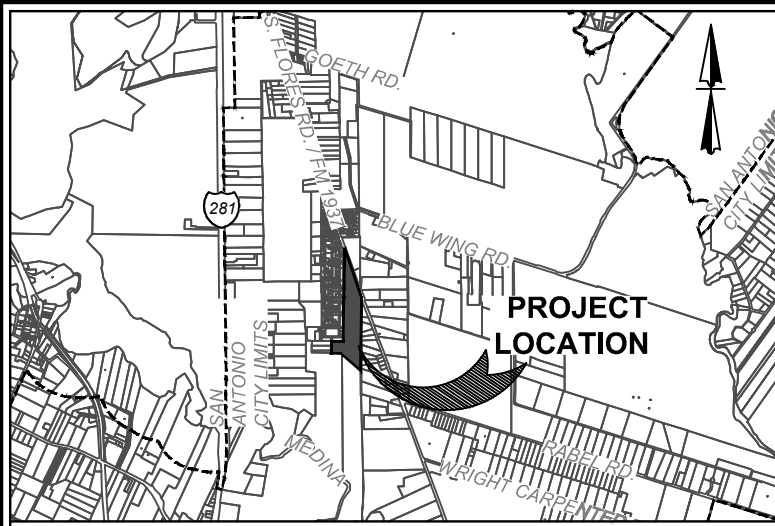 GOETH RD.
S. FLORES RD. / FM 1937
SAN ANTONIO
CITY LIMITS
281
BLUE WING RD.
PROJECT
LOCATION
SAN
ANTONIO
CITY LIMITS
MEDINA
RABEL RD.
WRIGHT CARPENTER